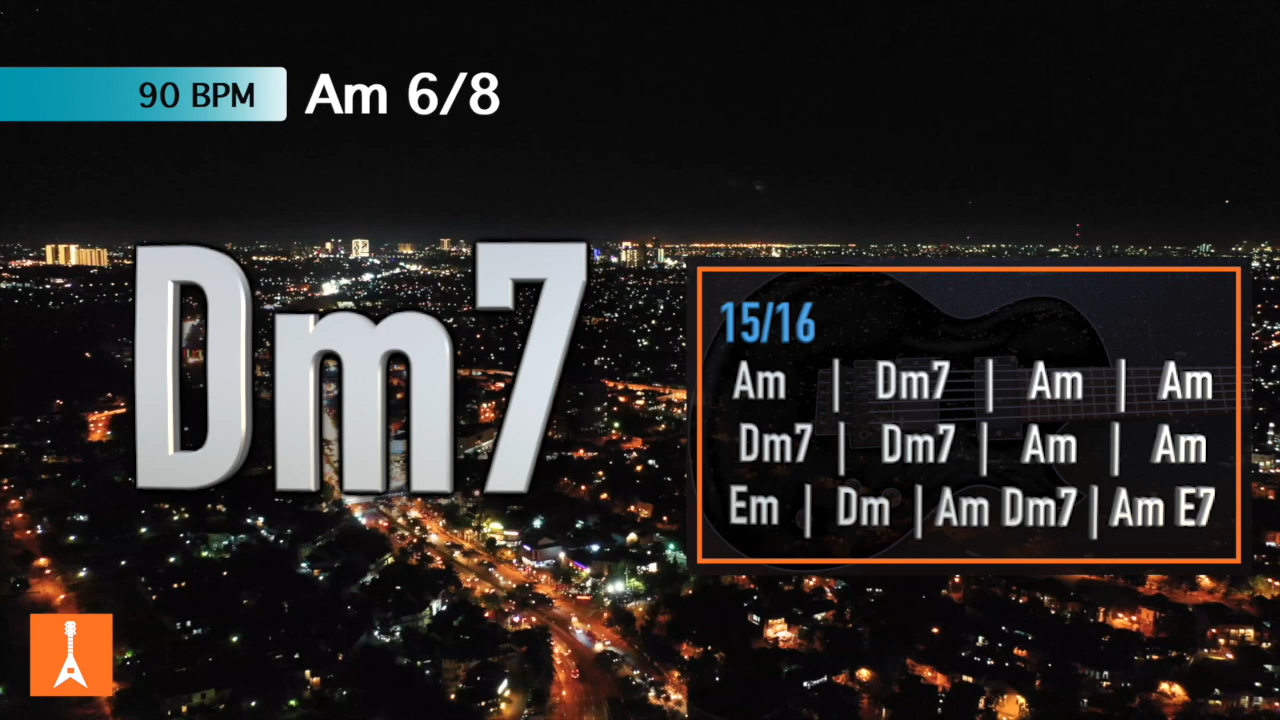 90 BPM Am 6/8
Dm7
15/16
Am | Dm7 | Am | Am
Dm7 | Dm7 | Am | Am
Em | Dm | Am Dm7 | Am E7